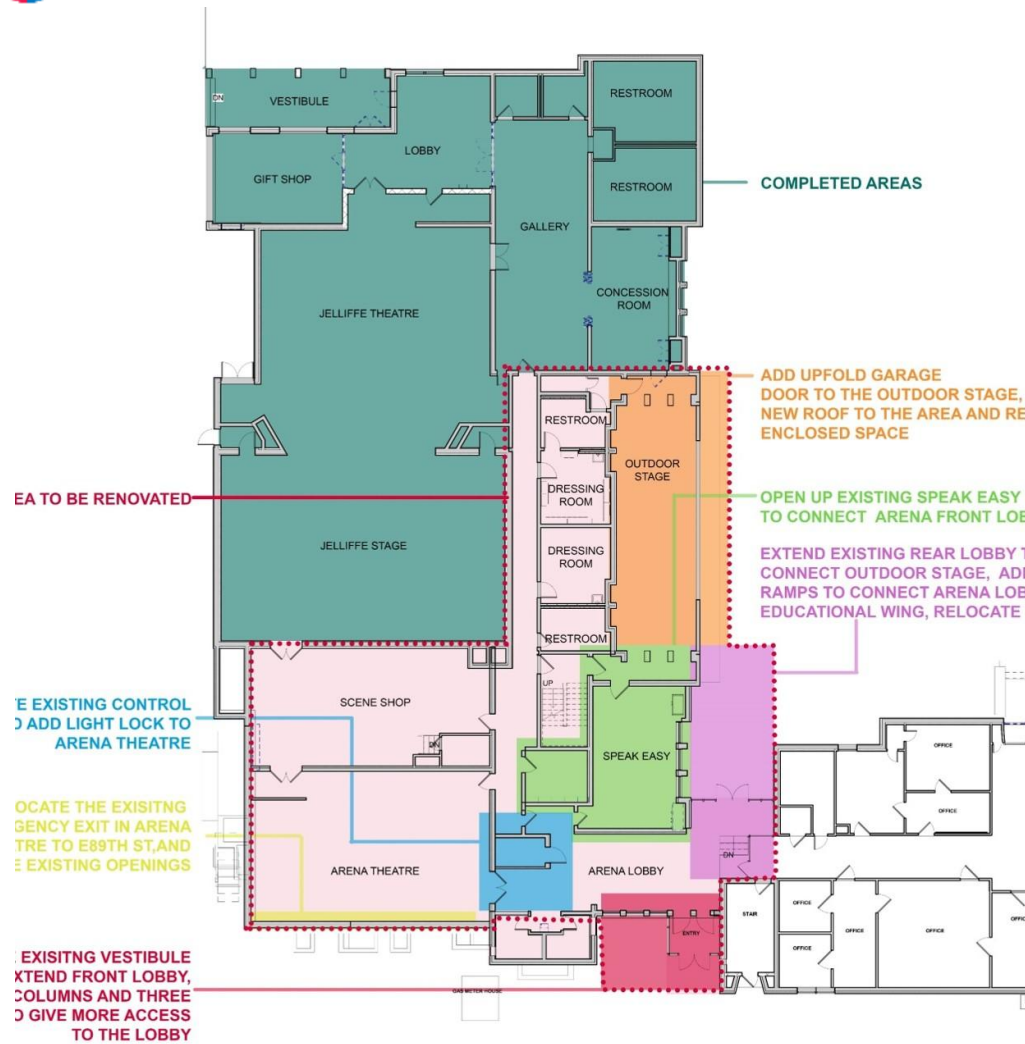 VESTIBULE
DN
LOBBY
GIFT SHOP
RESTROOM
RESTROOM
GALLERY
CONCESSION
ROOM
JELLIFFE THEATRE
JELLIFFE STAGE
COMPLETED AREAS
ADD UPFOLD GARAGE
DOOR TO THE OUTDOOR STAGE,
NEW ROOF TO THE AREA AND RE
ENCLOSED SPACE
OPEN UP EXISTING SPEAK EASY
TO CONNECT ARENA FRONT LOB
EXTEND EXISTING REAR LOBBY T
CONNECT OUTDOOR STAGE, ADD
RAMPS TO CONNECT ARENA LOB
EDUCATIONAL WING, RELOCATE
EA TO BE RENOVATED
RESTROOM
DRESSING
ROOM
DRESSING
ROOM
RESTROOM
OUTDOOR
STAGE
UP
SCENE SHOP
DN
SPEAK EASY
ARENA THEATRE
ARENA LOBBY
DN
ENTRY
STAIR
GAS METER HOUSE
OFFICE
OFFICE
OFFICE
OFFICE
OFFICE
OFFICE
OFFIC
E EXISTING CONTROL
O ADD LIGHT LOCK TO
ARENA THEATRE
OCATE THE EXISITNG
GENCY EXIT IN ARENA
TRE TO E89TH ST,AND
E EXISTING OPENINGS
EXISITNG VESTIBULE
XTEND FRONT LOBBY,
COLUMNS AND THREE
O GIVE MORE ACCESS
TO THE LOBBY